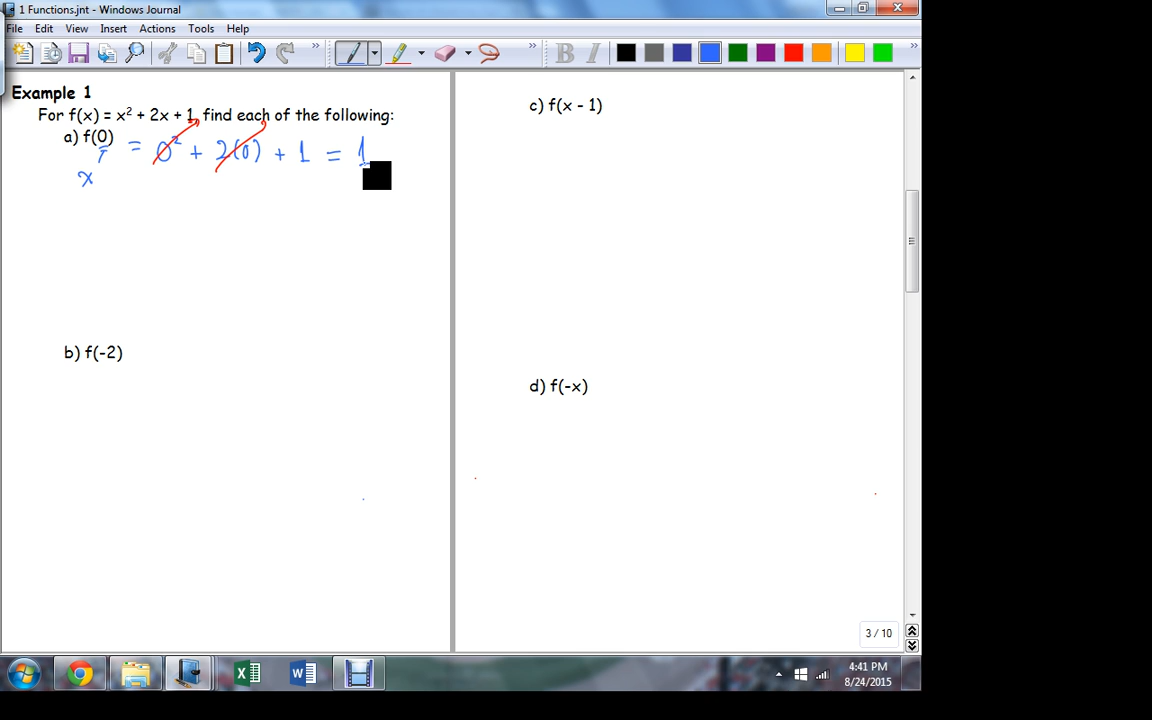 1 Functions.jnt - Windows Journal
File Edit View Insert Actions Tools Help
B I
Example 1
For f(x) = x² + 2x + 1, find each of the following:
a) f(0) = 0² + 2(0) + 1 = 1
x
b) f(-2)
c) f(x - 1)
d) f(-x)
3 / 10
4:41 PM
8/24/2015